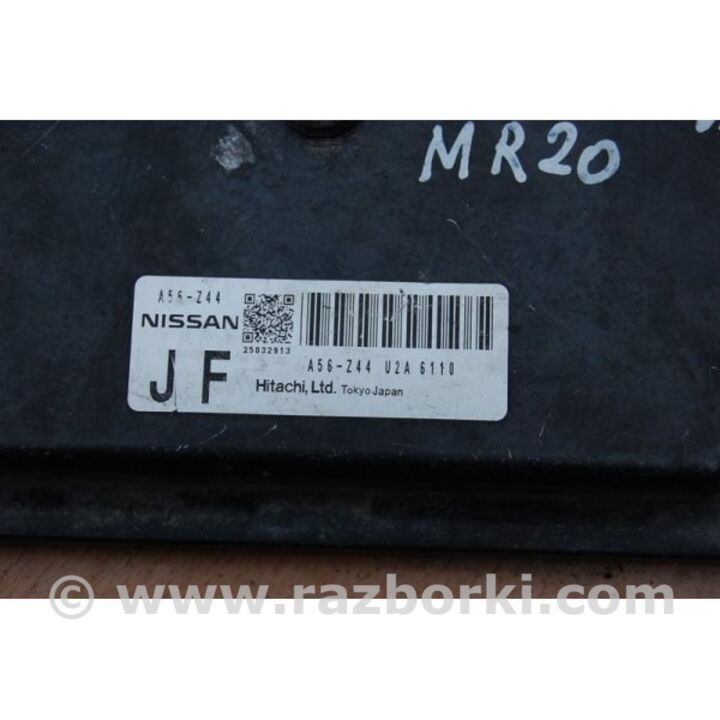 MR20
A56-Z44
NISSAN
25032913
A56-Z44 U2A 6110
JF
Hitachi, Ltd. Tokyo Japan
© www.razborki.com